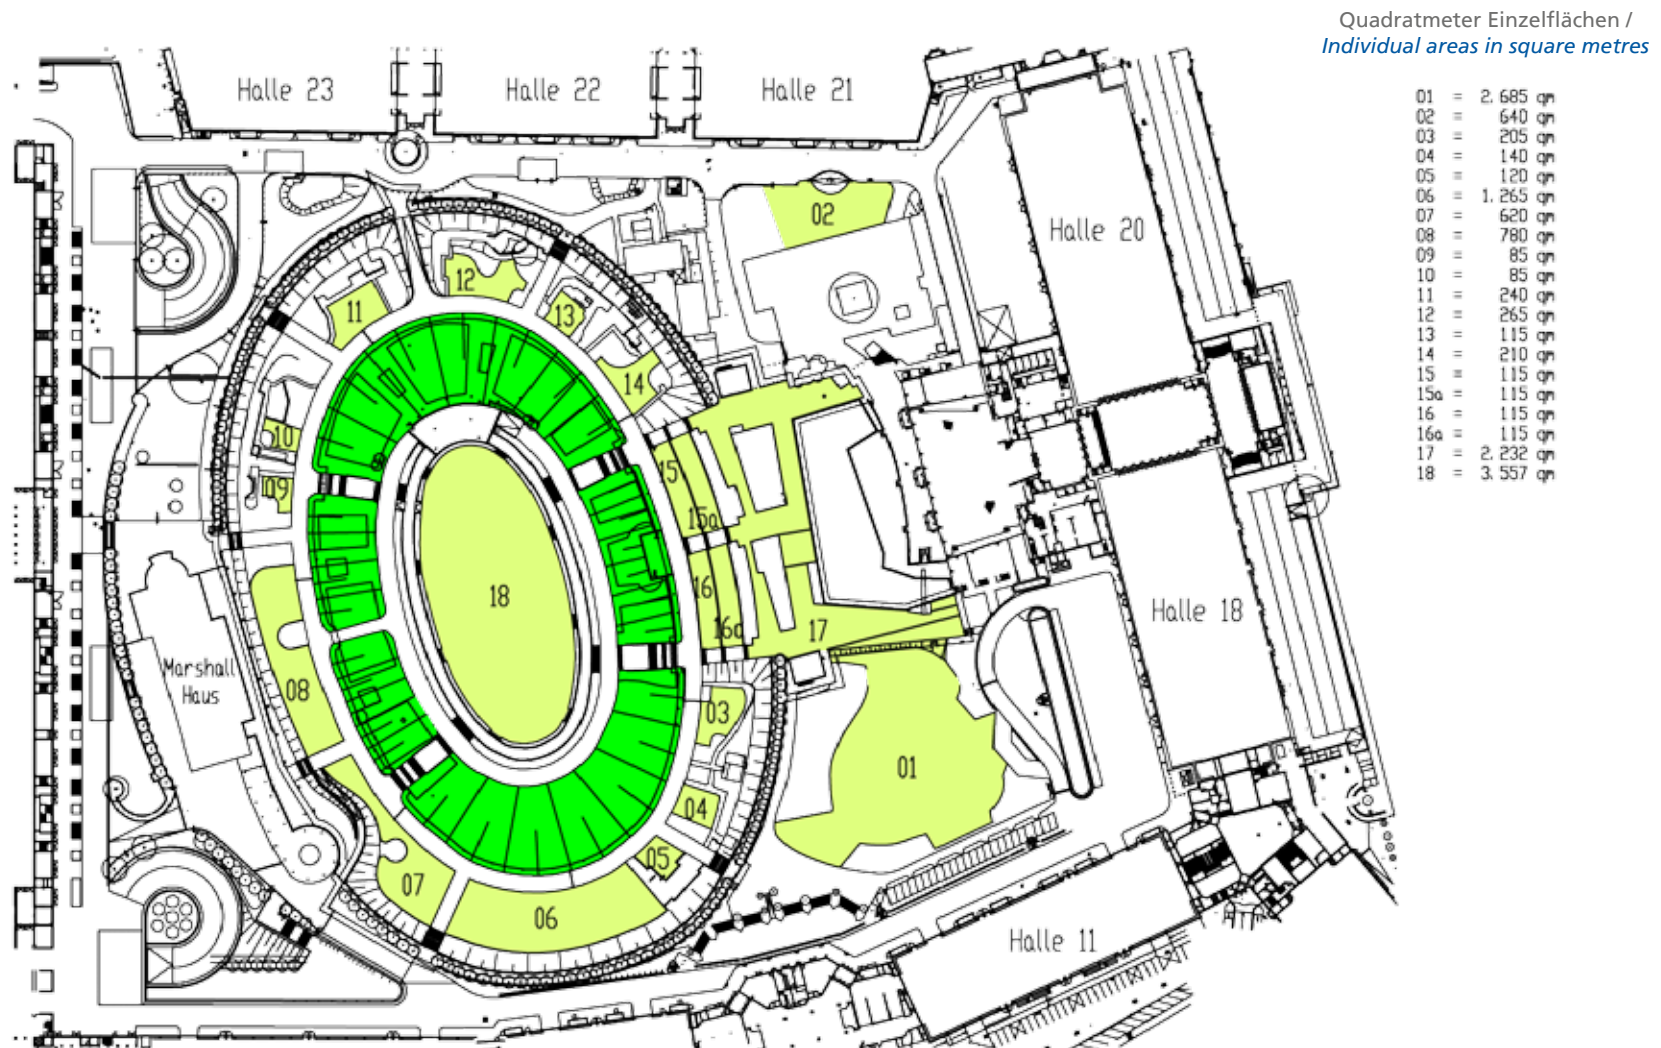 Quadratmeter Einzelflächen /
Individual areas in square metres
Halle 23
Halle 22
Halle 21
01 = 2.685 qm
02 = 640 qm
03 = 205 qm
04 = 140 qm
05 = 120 qm
06 = 1.265 qm
07 = 620 qm
08 = 780 qm
09 = 85 qm
10 = 85 qm
11 = 240 qm
12 = 265 qm
13 = 115 qm
14 = 210 qm
15 = 115 qm
15a = 115 qm
16 = 115 qm
16a = 115 qm
17 = 2.232 qm
18 = 3.557 qm
02
Halle 20
12
11
13
14
10
15
09
15a
16
18
16a
17
Halle 18
Marshall
Haus
08
03
01
04
05
07
06
Halle 11